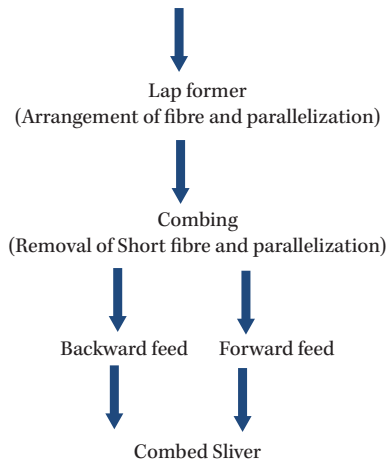 Lap former
(Arrangement of fibre and parallelization)
Combing
(Removal of Short fibre and parallelization)
Backward feed Forward feed
Combed Sliver